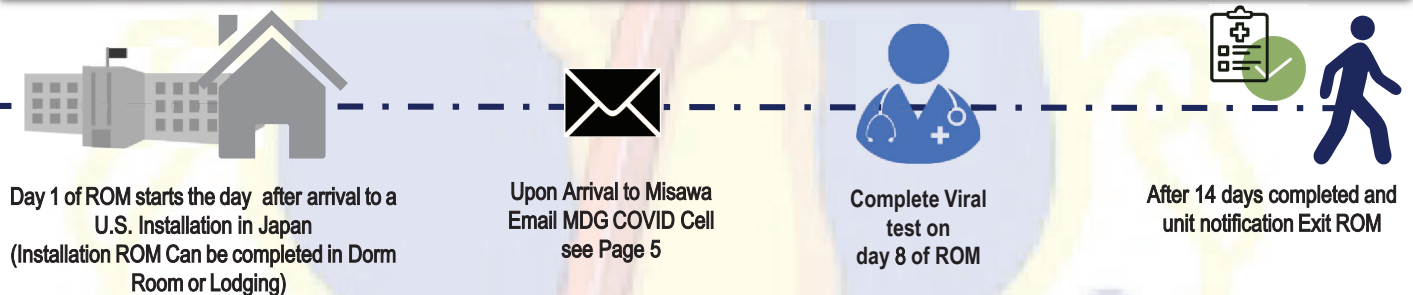 Day 1 of ROM starts the day after arrival to a
U.S. Installation in Japan
(Installation ROM Can be completed in Dorm
Room or Lodging)
Upon Arrival to Misawa
Email MDG COVID Cell
see Page 5
Complete Viral
test on
day 8 of ROM
After 14 days completed and
unit notification Exit ROM